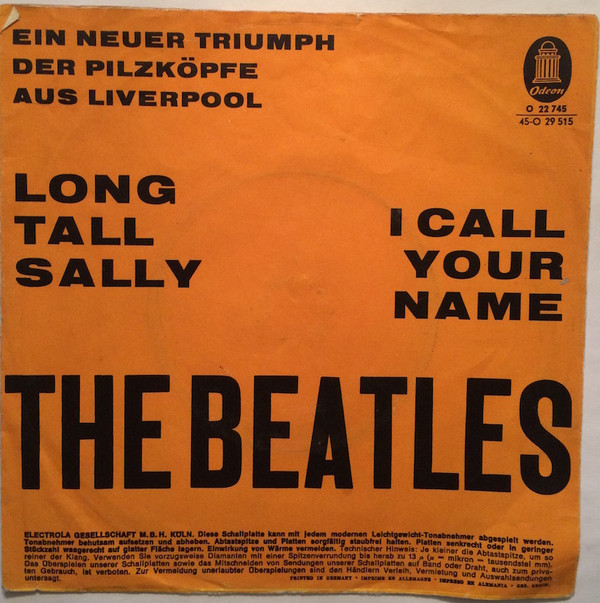 EIN NEUER TRIUMPH
DER PILZKÖPFE
AUS LIVERPOOL
Odeon
O 22 745
45-O 29 515
LONG
TALL
SALLY
I CALL
YOUR
NAME
THE BEATLES
ELECTROLA GESELLSCHAFT M.B.H. KÖLN. Diese Schallplatte kann mit jedem modernen Leichtgewicht-Tonabnehmer abgespielt werden.
Tonabnehmer behutsam aufsetzen und abheben. Abtastspitze und Platten sorgfältig staubfrei halten. Platten senkrecht oder in geringer
Stückzahl waagerecht auf glatter Fläche lagern. Einwirkung von Wärme vermeiden. Technischer Hinweis: Je kleiner die Abtastspitze, um so
reiner der Klang. Verwenden Sie vorzugsweise Diamanten mit einer Spitzenverrundung bis herab zu 13 µ (µ = mikron = tausendstel mm).
Das Überspielen unserer Schallplatten sowie das Mitschneiden von Sendungen unserer Schallplatten auf Band oder Draht, auch zum priva-
ten Gebrauch, ist verboten. Zur Vermeidung unerlaubter Überspielungen sind den Händlern Verleih, Vermietung und Auswahlsendungen
untersagt.
PRINTED IN GERMANY · IMPRIME EN ALLEMAGNE · IMPRESO EN ALEMANIA